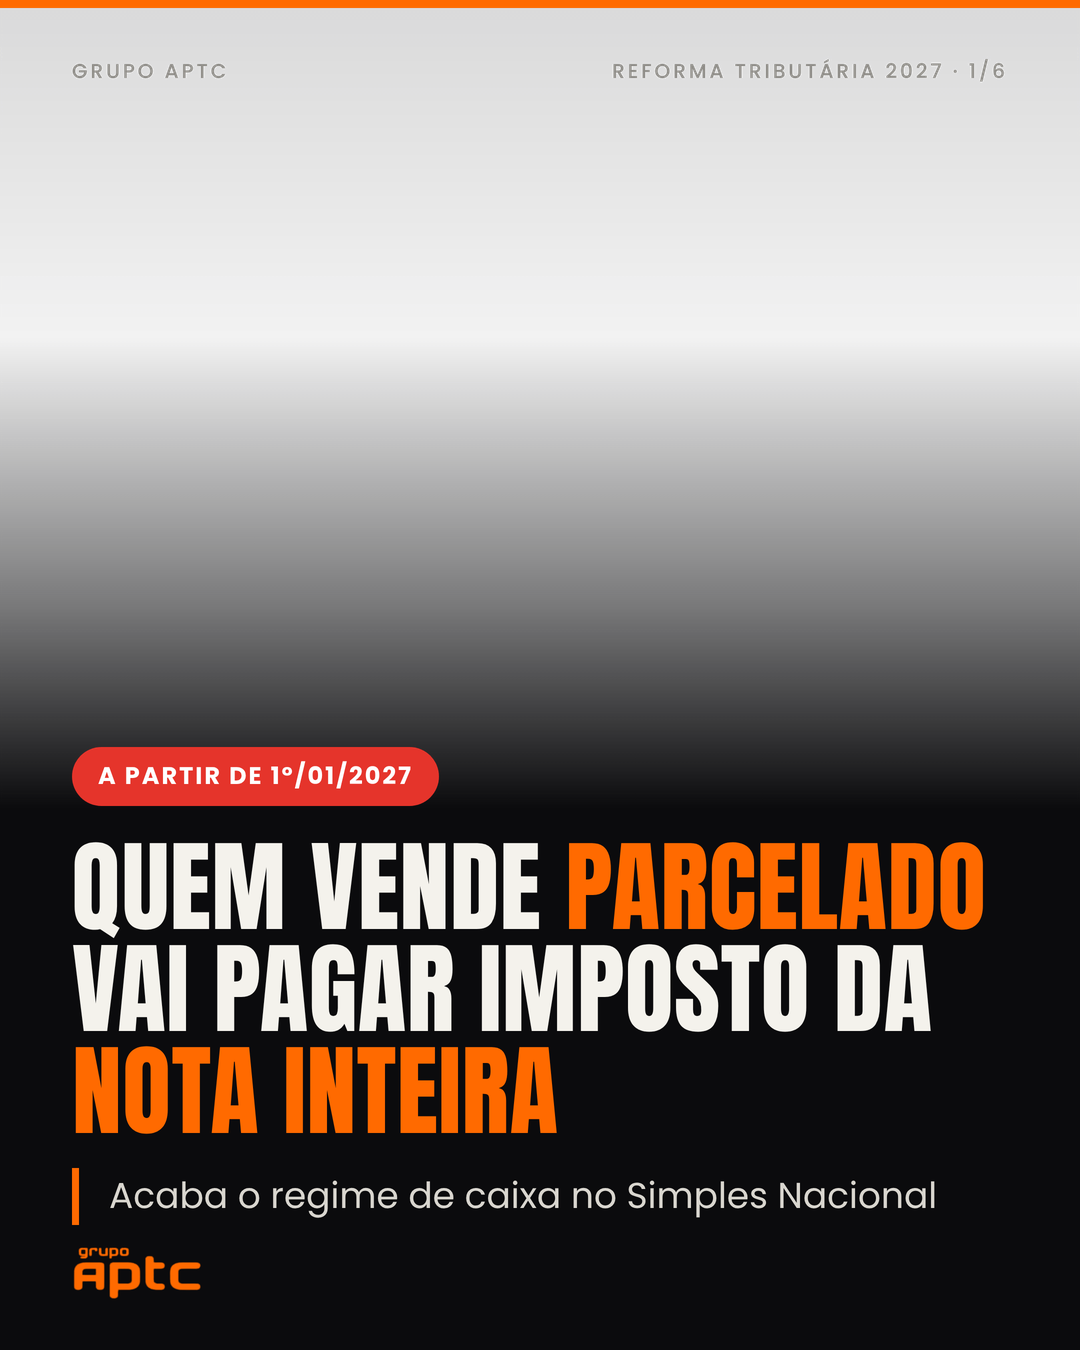 GRUPO APTC
REFORMA TRIBUTÁRIA 2027 · 1/6
A PARTIR DE 1º/01/2027
QUEM VENDE PARCELADO
VAI PAGAR IMPOSTO DA
NOTA INTEIRA
Acaba o regime de caixa no Simples Nacional
grupo
aptc